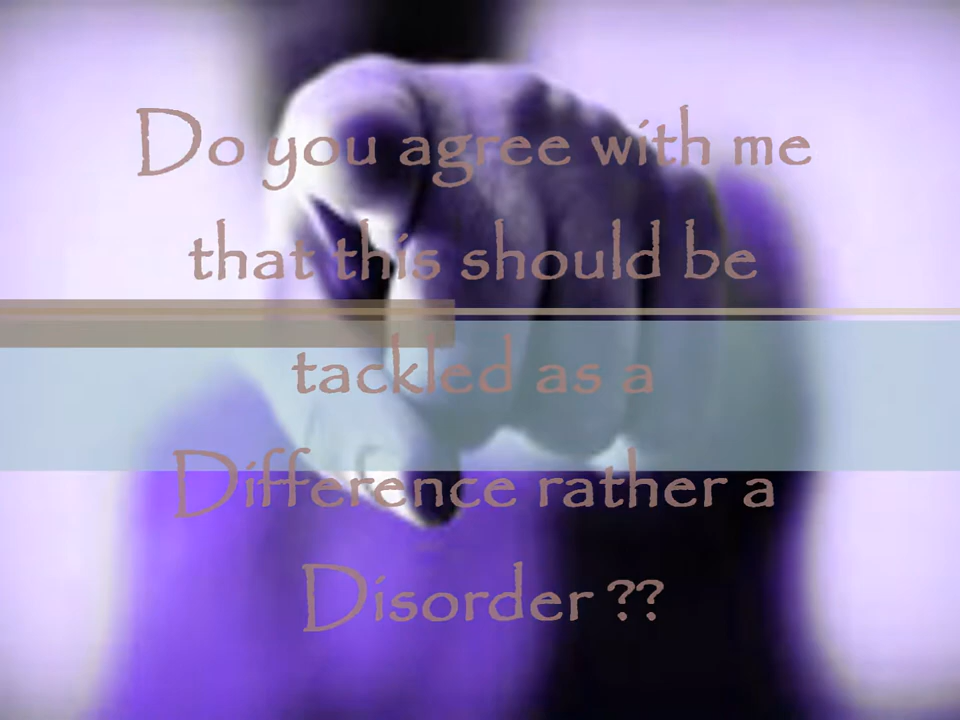 Do you agree with me
that this should be
tackled as a
Difference rather a
Disorder ??